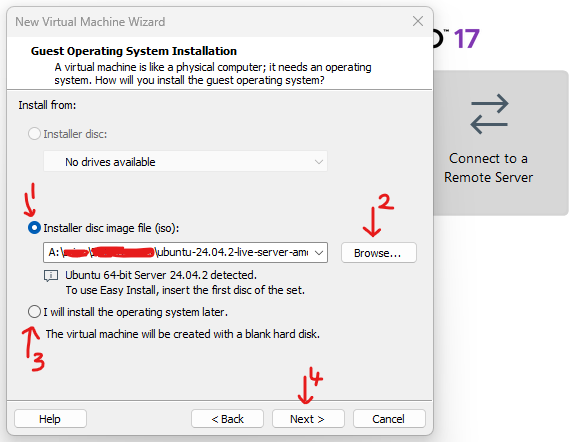 New Virtual Machine Wizard
Guest Operating System Installation
A virtual machine is like a physical computer; it needs an operating
system. How will you install the guest operating system?
™ 17
Install from:
Installer disc:
No drives available
Connect to a
Remote Server
1
2
Installer disc image file (iso):
A:\ \ubuntu-24.04.2-live-server-am
Browse...
Ubuntu 64-bit Server 24.04.2 detected.
To use Easy Install, insert the first disc of the set.
I will install the operating system later.
The virtual machine will be created with a blank hard disk.
3
4
Help
< Back
Next >
Cancel